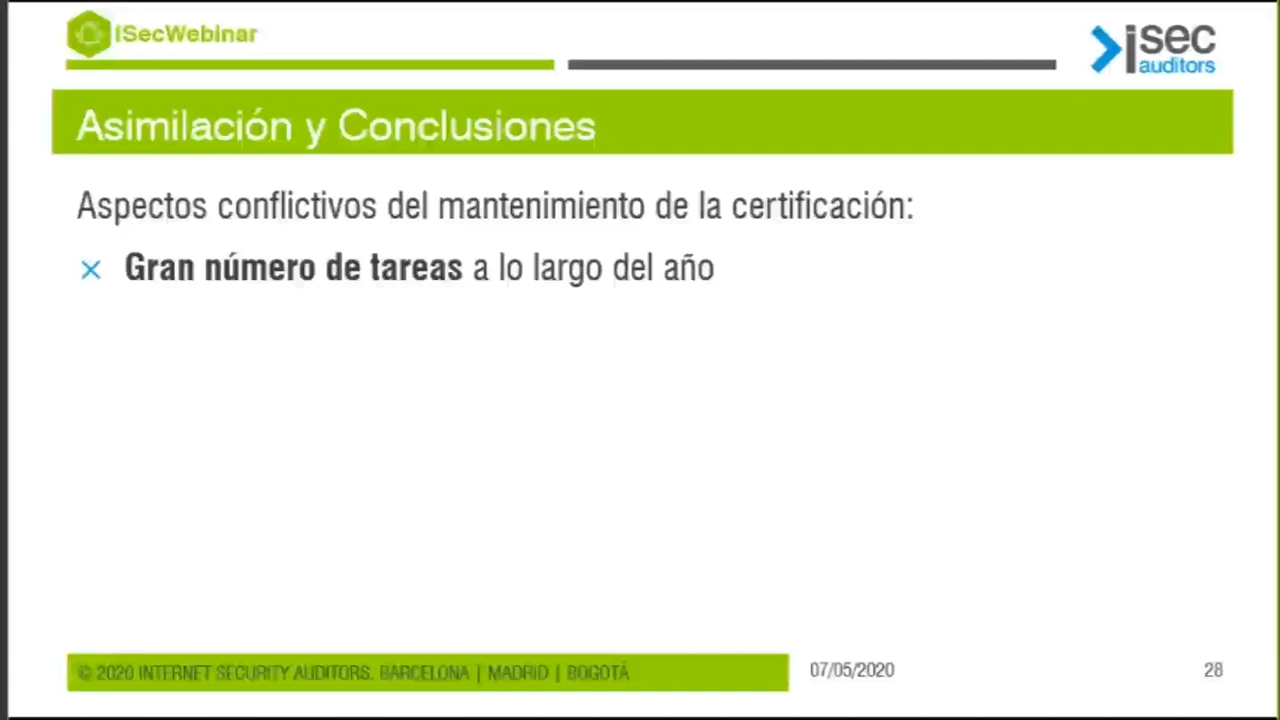 ISecWebinar
isec
auditors
Asimilación y Conclusiones
Aspectos conflictivos del mantenimiento de la certificación:
× Gran número de tareas a lo largo del año
© 2020 INTERNET SECURITY AUDITORS. BARCELONA | MADRID | BOGOTÁ
07/05/2020
28